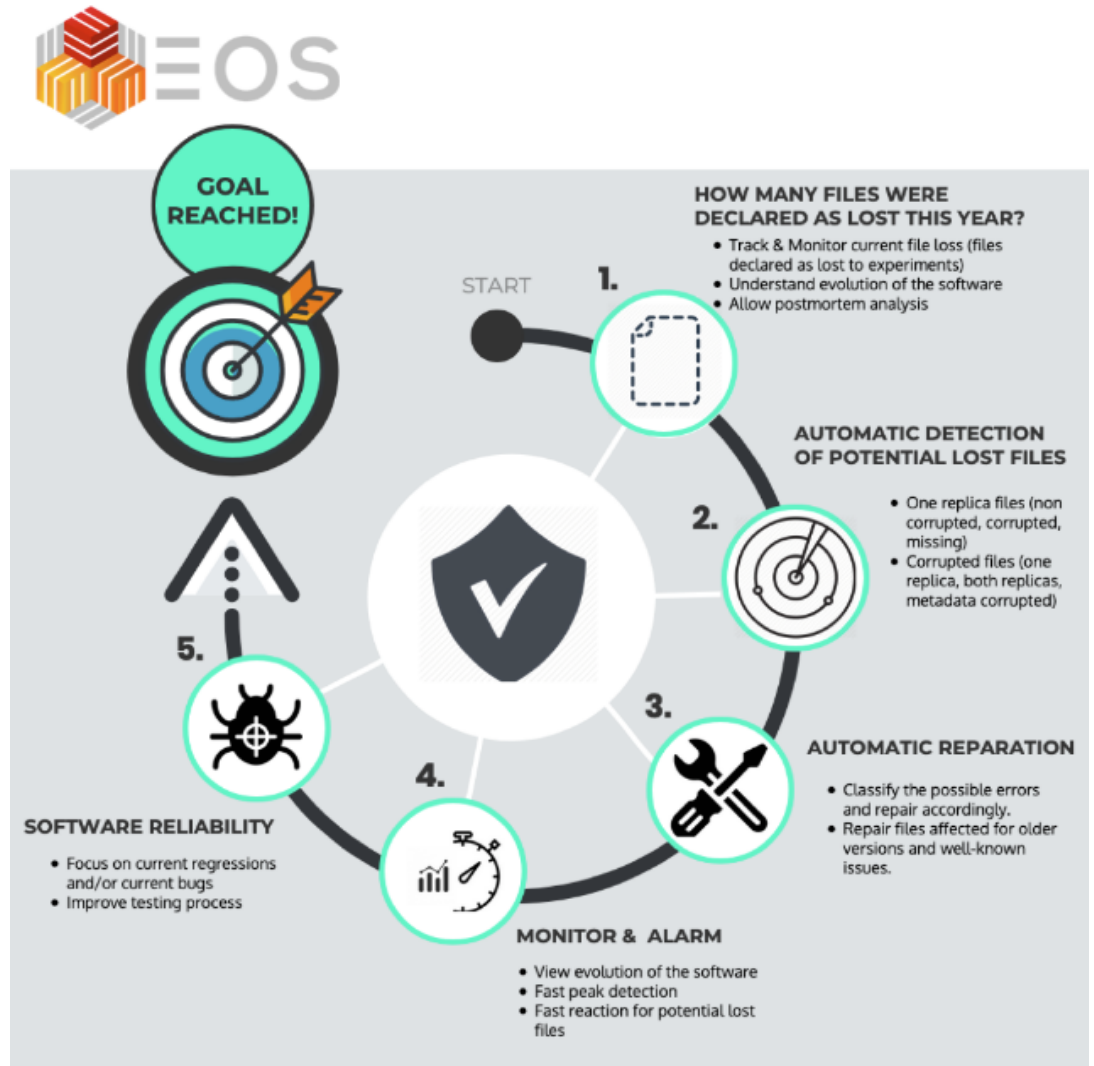 EOS
GOAL
REACHED!
START
1.
HOW MANY FILES WERE
DECLARED AS LOST THIS YEAR?
• Track & Monitor current file loss (files
declared as lost to experiments)
• Understand evolution of the software
• Allow postmortem analysis
2.
AUTOMATIC DETECTION
OF POTENTIAL LOST FILES
• One replica files (non
corrupted, corrupted,
missing)
• Corrupted files (one
replica, both replicas,
metadata corrupted)
3.
AUTOMATIC REPARATION
• Classify the possible errors
and repair accordingly.
• Repair files affected for older
versions and well-known
issues.
4.
MONITOR & ALARM
• View evolution of the software
• Fast peak detection
• Fast reaction for potential lost
files
5.
SOFTWARE RELIABILITY
• Focus on current regressions
and/or current bugs
• Improve testing process